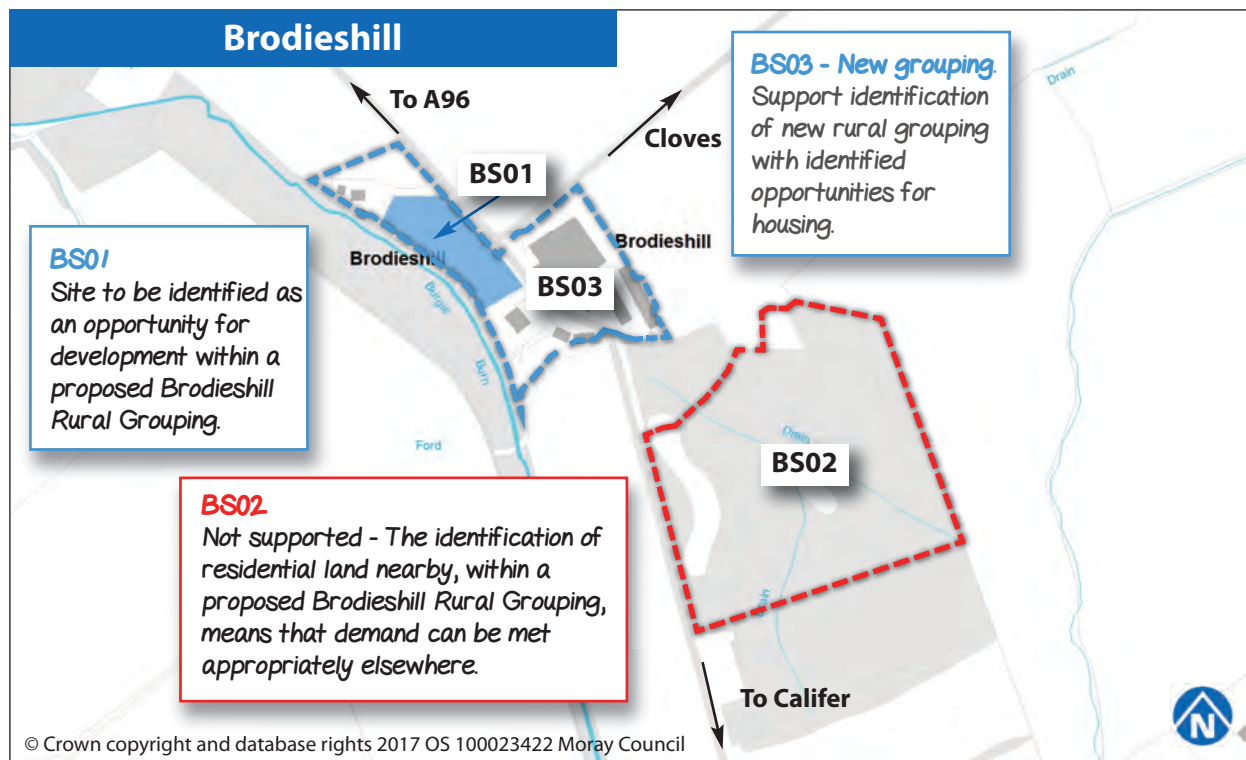 Brodieshill
To A96
Cloves
BS03 - New grouping.
Support identification
of new rural grouping
with identified
opportunities for
housing.
Drain
BS01
Brodieshill
Brodieshill
BS03
BS01
Site to be identified as
an opportunity for
development within a
proposed Brodieshill
Rural Grouping.
Burgie
Burn
Ford
Drain
BS02
Drain
BS02
Not supported - The identification of
residential land nearby, within a
proposed Brodieshill Rural Grouping,
means that demand can be met
appropriately elsewhere.
To Califer
N
© Crown copyright and database rights 2017 OS 100023422 Moray Council